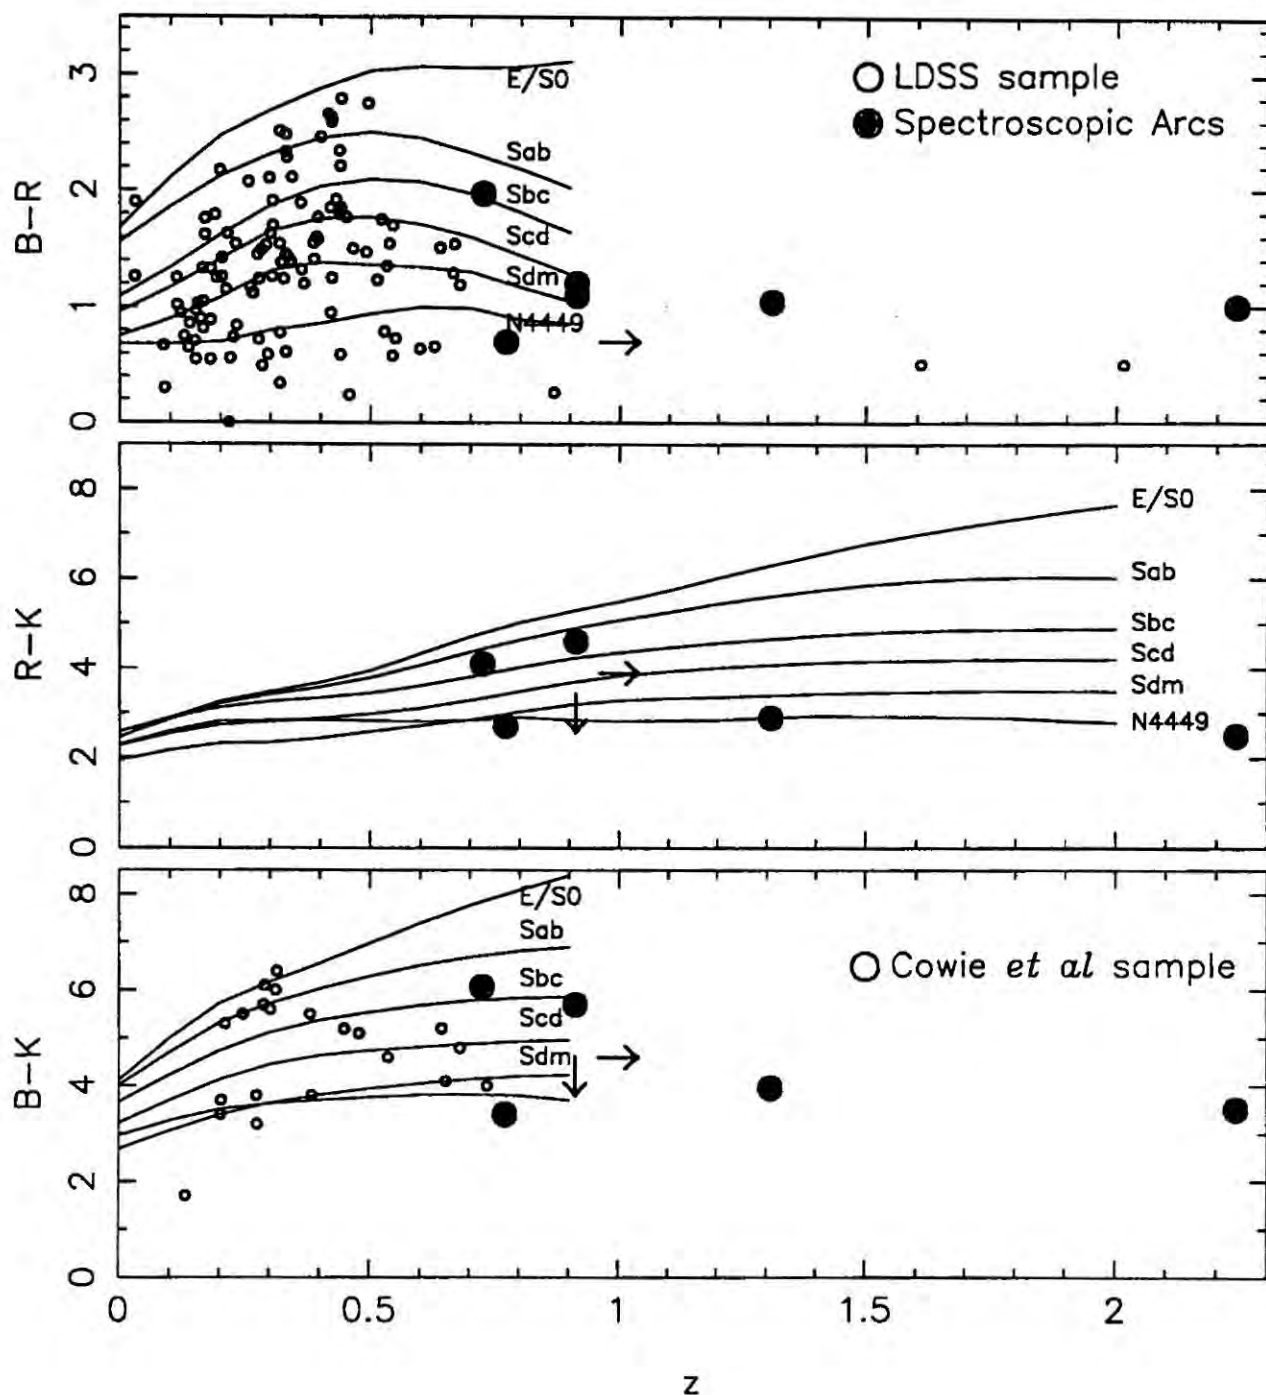 B–R
3
2
1
0
E/S0
Sab
Sbc
Scd
Sdm
N4449
LDSS sample
Spectroscopic Arcs
R–K
8
6
4
2
0
E/S0
Sab
Sbc
Scd
Sdm
N4449
B–K
8
6
4
2
0
E/S0
Sab
Sbc
Scd
Sdm
Cowie et al sample
0 0.5 1 1.5 2
z